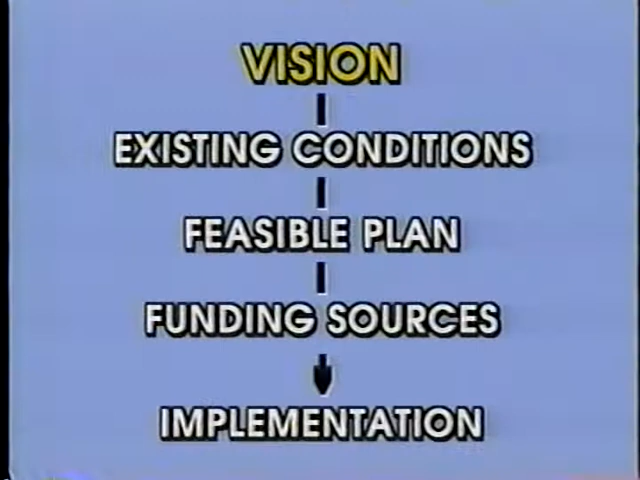 VISION
EXISTING CONDITIONS
FEASIBLE PLAN
FUNDING SOURCES
IMPLEMENTATION